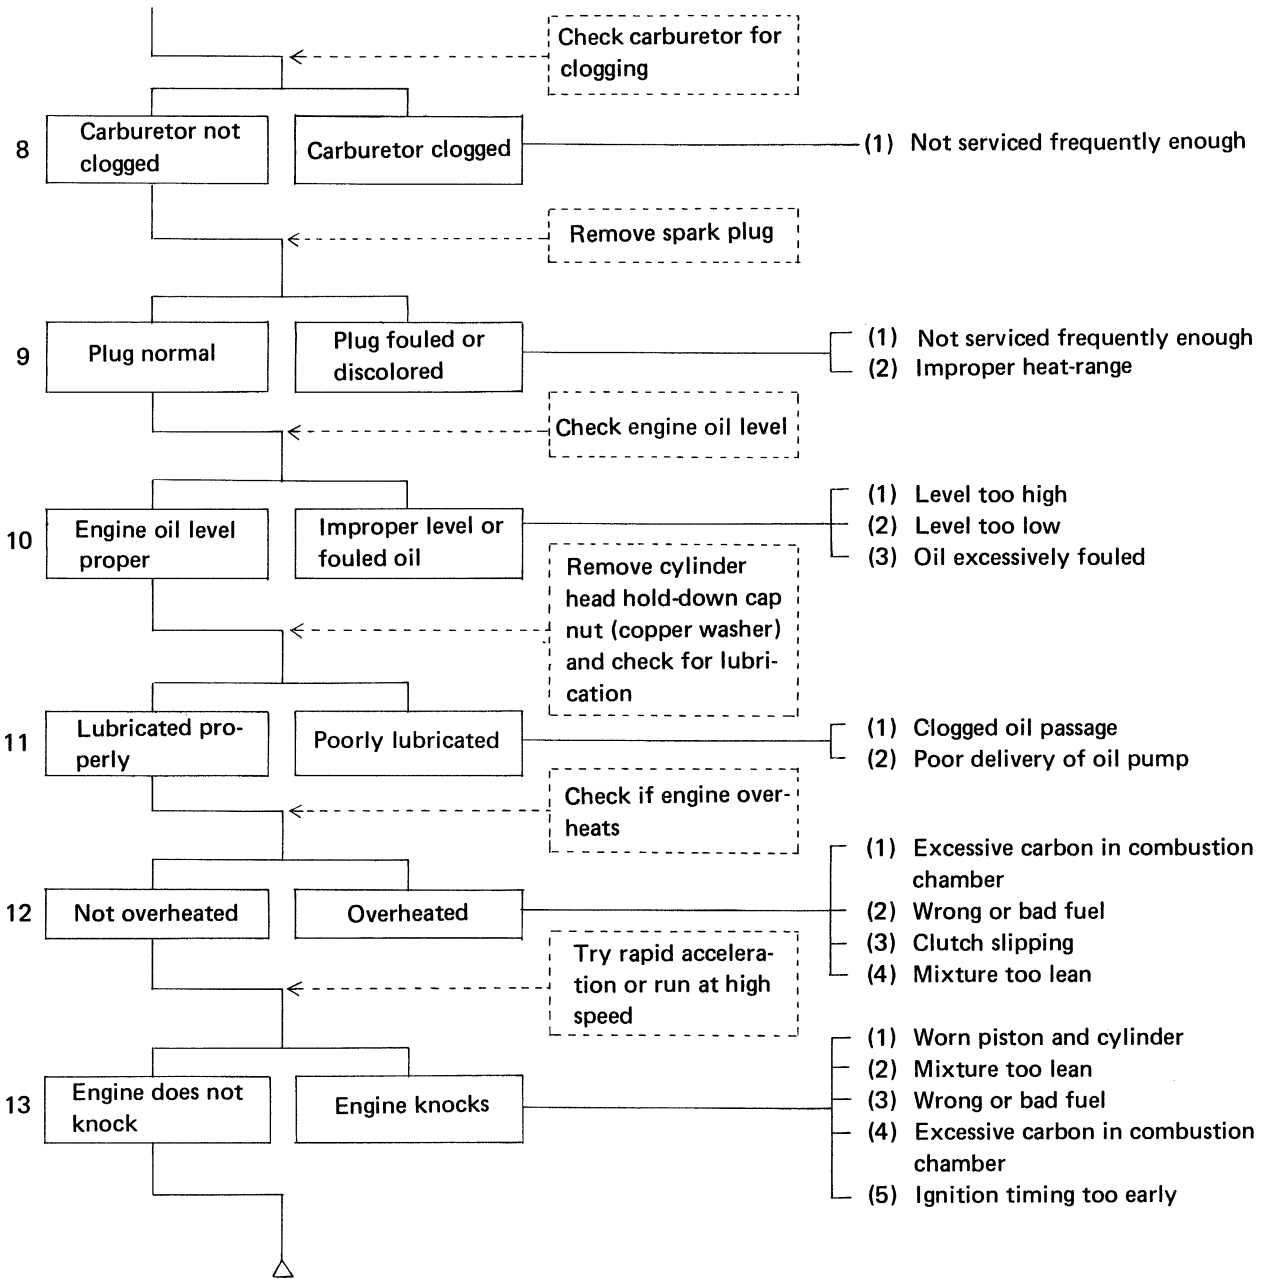 Check carburetor for
clogging
8
Carburetor not
clogged
Carburetor clogged
(1) Not serviced frequently enough
Remove spark plug
9
Plug normal
Plug fouled or
discolored
(1) Not serviced frequently enough
(2) Improper heat-range
Check engine oil level
10
Engine oil level
proper
Improper level or
fouled oil
(1) Level too high
(2) Level too low
(3) Oil excessively fouled
Remove cylinder
head hold-down cap
nut (copper washer)
and check for lubri-
cation
11
Lubricated pro-
perly
Poorly lubricated
(1) Clogged oil passage
(2) Poor delivery of oil pump
Check if engine over-
heats
12
Not overheated
Overheated
(1) Excessive carbon in combustion
chamber
(2) Wrong or bad fuel
(3) Clutch slipping
(4) Mixture too lean
Try rapid accelera-
tion or run at high
speed
13
Engine does not
knock
Engine knocks
(1) Worn piston and cylinder
(2) Mixture too lean
(3) Wrong or bad fuel
(4) Excessive carbon in combustion
chamber
(5) Ignition timing too early